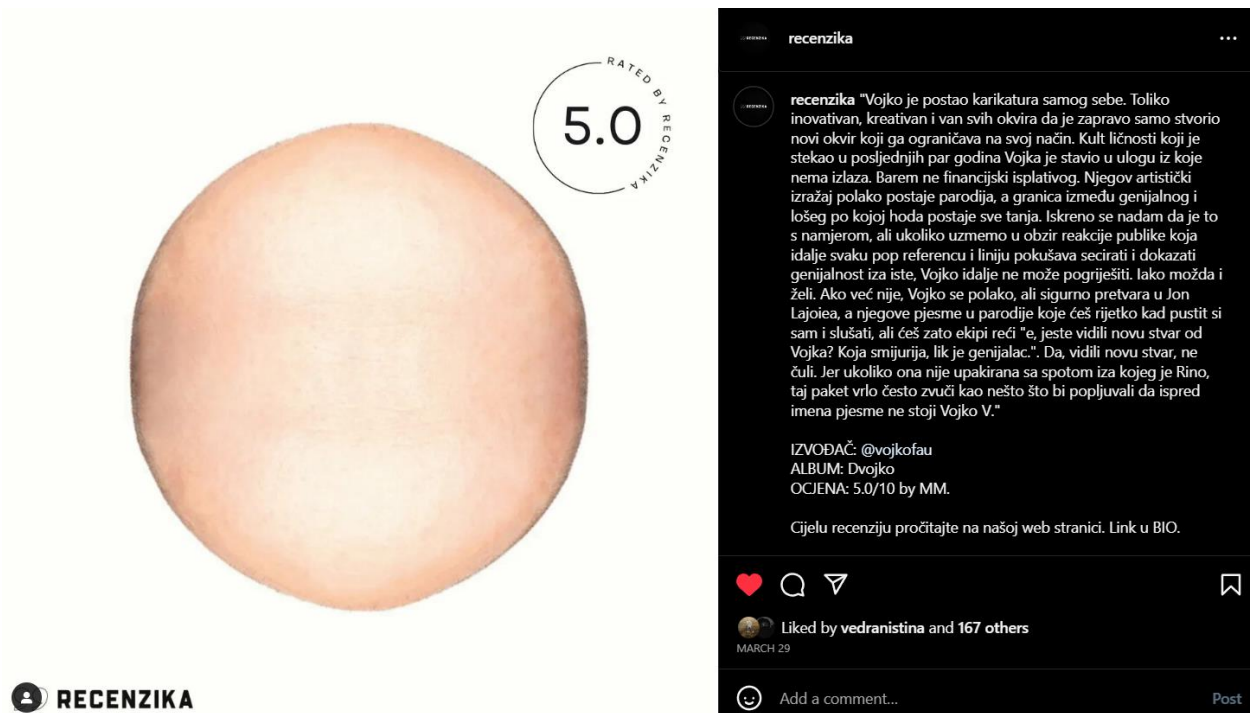 RATED BY RECENZIKA
5.0
RECENZIKA
recenzika
recenzika "Vojko je postao karikatura samog sebe. Toliko
inovativan, kreativan i van svih okvira da je zapravo samo stvorio
novi okvir koji ga ograničava na svoj način. Kult ličnosti koji je
stekao u posljednjih par godina Vojka je stavio u ulogu iz koje
nema izlaza. Barem ne financijski isplativog. Njegov artistički
izražaj polako postaje parodija, a granica između genijalnog i
lošeg po kojoj hoda postaje sve tanja. Iskreno se nadam da je to
s namjerom, ali ukoliko uzmemo u obzir reakcije publike koja
idalje svaku pop referencu i liniju pokušava secirati i dokazati
genijalnost iza iste, Vojko idalje ne može pogriješiti. Iako možda i
želi. Ako već nije, Vojko se polako, ali sigurno pretvara u Jon
Lajoiea, a njegove pjesme u parodije koje ćeš rijetko kad pustit si
sam i slušati, ali ćeš zato ekipi reći "e, jeste vidili novu stvar od
Vojka? Koja smijurija, lik je genijalac.". Da, vidili novu stvar, ne
čuli. Jer ukoliko ona nije upakirana sa spotom iza kojeg je Rino,
taj paket vrlo često zvuči kao nešto što bi popljuvali da ispred
imena pjesme ne stoji Vojko V."
IZVOĐAČ: @vojkofau
ALBUM: Dvojko
OCJENA: 5.0/10 by MM.
Cijelu recenziju pročitajte na našoj web stranici. Link u BIO.
Liked by vedranistina and 167 others
MARCH 29
Add a comment...
Post